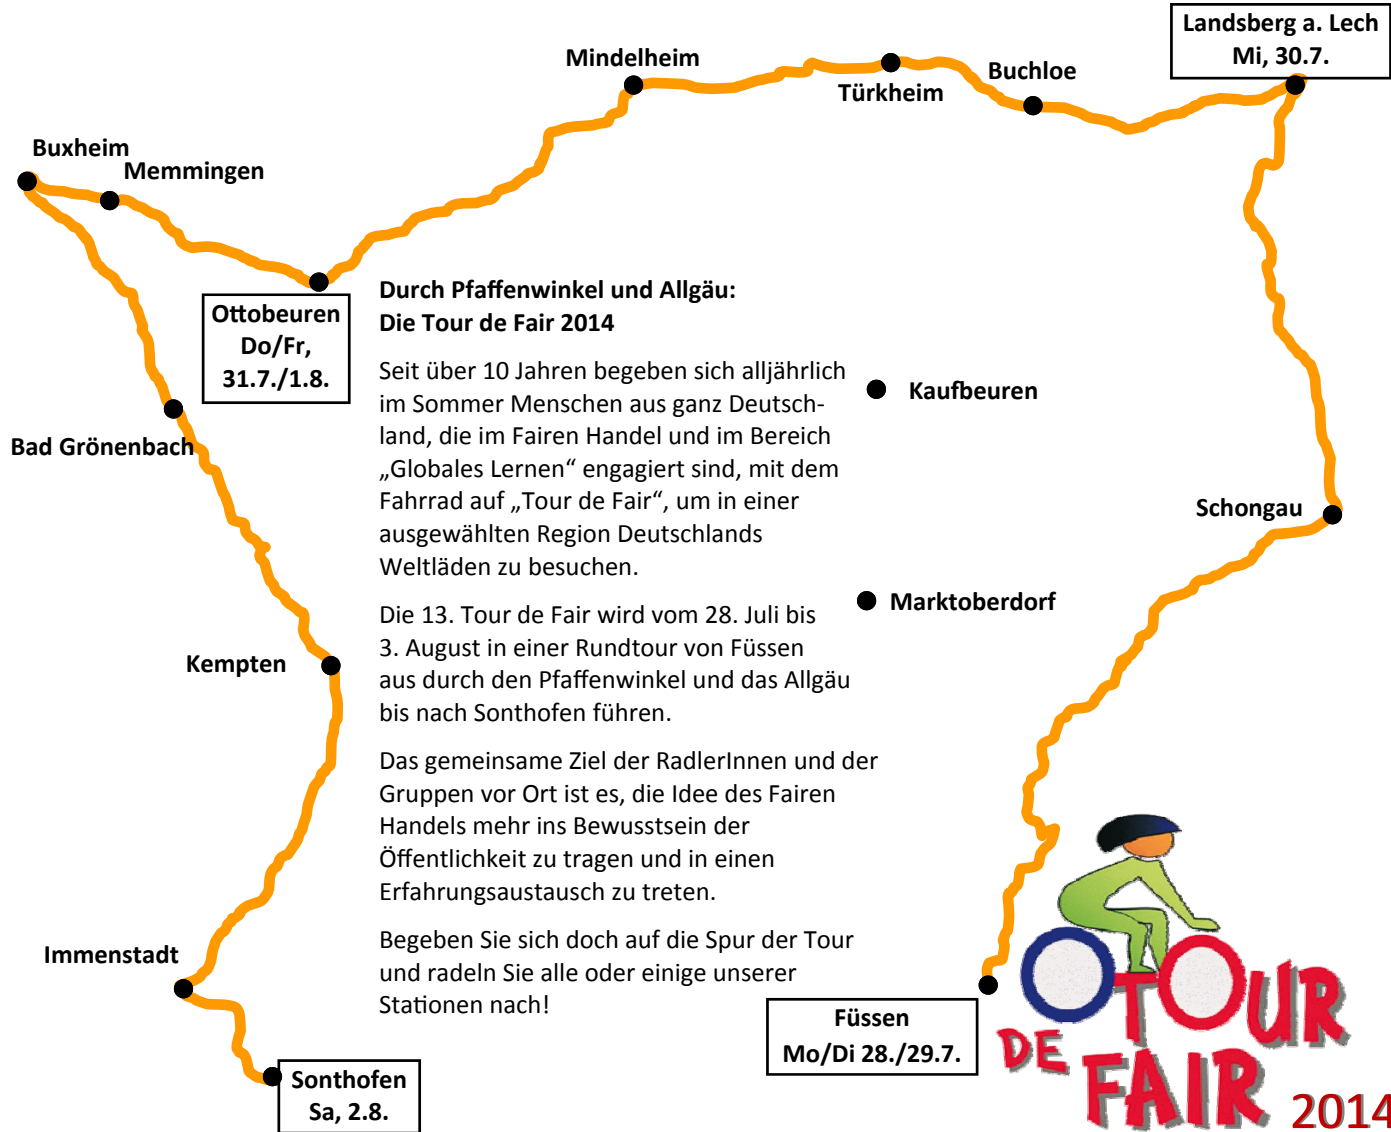 Landsberg a. Lech
Mi, 30.7.
Mindelheim
Türkheim
Buchloe
Buxheim
Memmingen
Ottobeuren
Do/Fr,
31.7./1.8.
Durch Pfaffenwinkel und Allgäu:
Die Tour de Fair 2014
Seit über 10 Jahren begeben sich alljährlich
im Sommer Menschen aus ganz Deutsch-
land, die im Fairen Handel und im Bereich
„Globales Lernen“ engagiert sind, mit dem
Fahrrad auf „Tour de Fair“, um in einer
ausgewählten Region Deutschlands
Weltläden zu besuchen.
Die 13. Tour de Fair wird vom 28. Juli bis
3. August in einer Rundtour von Füssen
aus durch den Pfaffenwinkel und das Allgäu
bis nach Sonthofen führen.
Das gemeinsame Ziel der RadlerInnen und der
Gruppen vor Ort ist es, die Idee des Fairen
Handels mehr ins Bewusstsein der
Öffentlichkeit zu tragen und in einen
Erfahrungsaustausch zu treten.
Begeben Sie sich doch auf die Spur der Tour
und radeln Sie alle oder einige unserer
Stationen nach!
Kaufbeuren
Bad Grönenbach
Schongau
Marktoberdorf
Kempten
Immenstadt
Füssen
Mo/Di 28./29.7.
Sonthofen
Sa, 2.8.
TOUR
DE
FAIR
2014